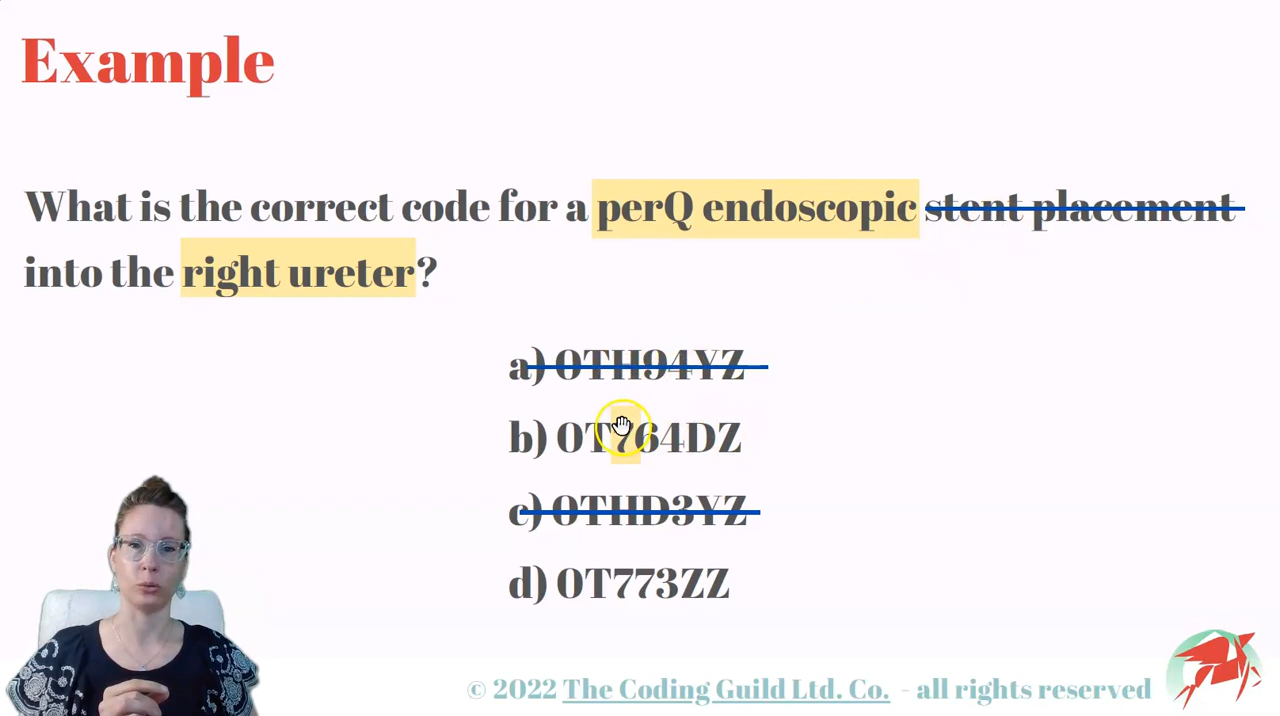 Example
What is the correct code for a perQ endoscopic stent placement
into the right ureter?
a) 0TH94YZ
b) 0T764DZ
c) 0THD3YZ
d) 0T773ZZ
© 2022 The Coding Guild Ltd. Co. - all rights reserved